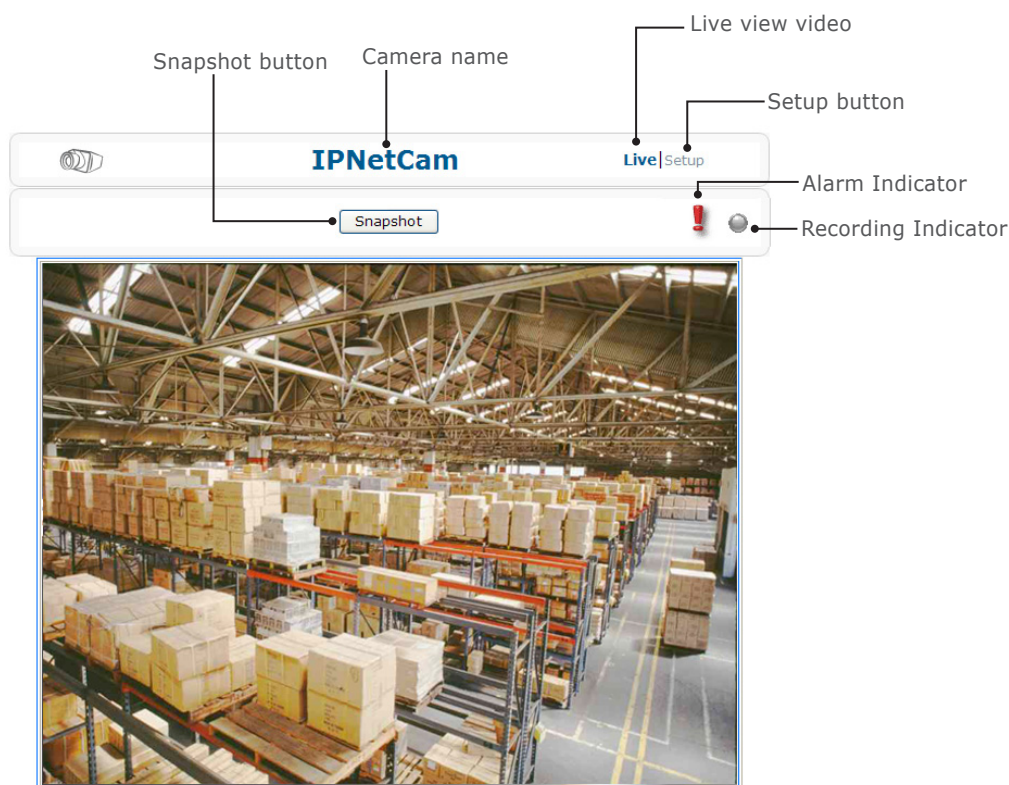 Live view video
Snapshot button
Camera name
Setup button
IPNetCam
Live|Setup
Alarm Indicator
Snapshot
Recording Indicator